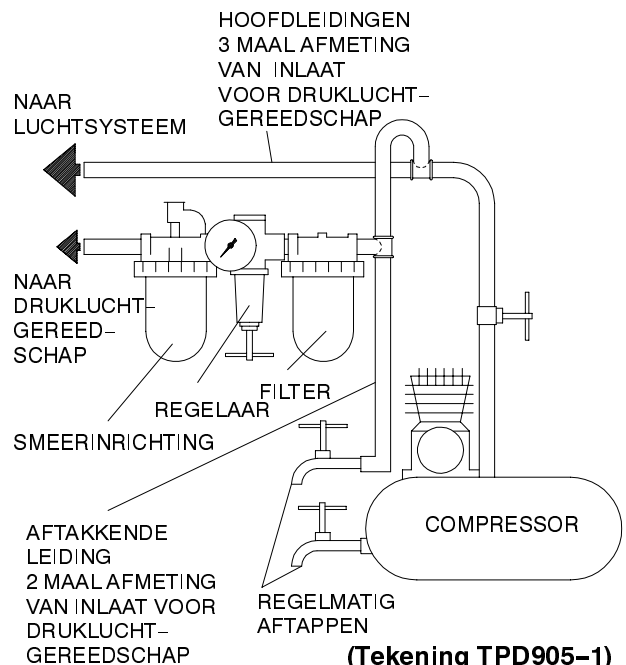 HOOFDLEIDINGEN
3 MAAL AFMETING
VAN INLAAT
VOOR DRUKLUCHT–
GEREEDSCHAP
NAAR
LUCHTSYSTEEM
NAAR
DRUKLUCHT–
GEREED–
SCHAP
FILTER
REGELAAR
SMEERINRICHTING
AFTAKKENDE
LEIDING
2 MAAL AFMETING
VAN INLAAT VOOR
DRUKLUCHT–
GEREEDSCHAP
COMPRESSOR
REGELMATIG
AFTAPPEN
(Tekening TPD905–1)